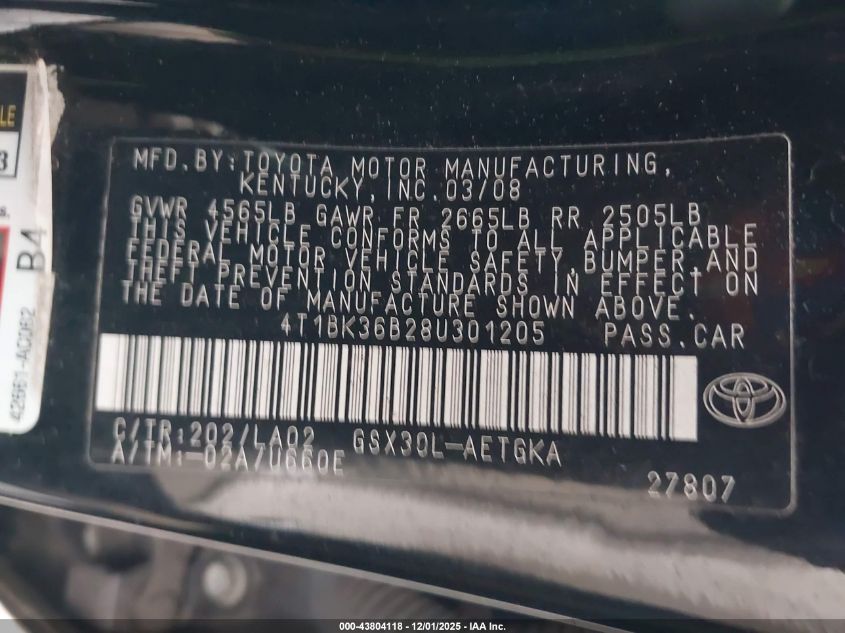 MFD. BY: TOYOTA MOTOR MANUFACTURING,
KENTUCKY, INC. 03/08
GVWR 4565LB GAWR FR 2665LB RR 2505LB
THIS VEHICLE CONFORMS TO ALL APPLICABLE
FEDERAL MOTOR VEHICLE SAFETY, BUMPER, AND
THEFT PREVENTION STANDARDS IN EFFECT ON
THE DATE OF MANUFACTURE SHOWN ABOVE.
4T1BK36B28U301205 PASS. CAR
C/TR: 202/LA02 GSX30L-AETGKA
A/TM: -02A/U660E
27807
B4
42661-AC062
000-43804118 - 12/01/2025 - IAA Inc.